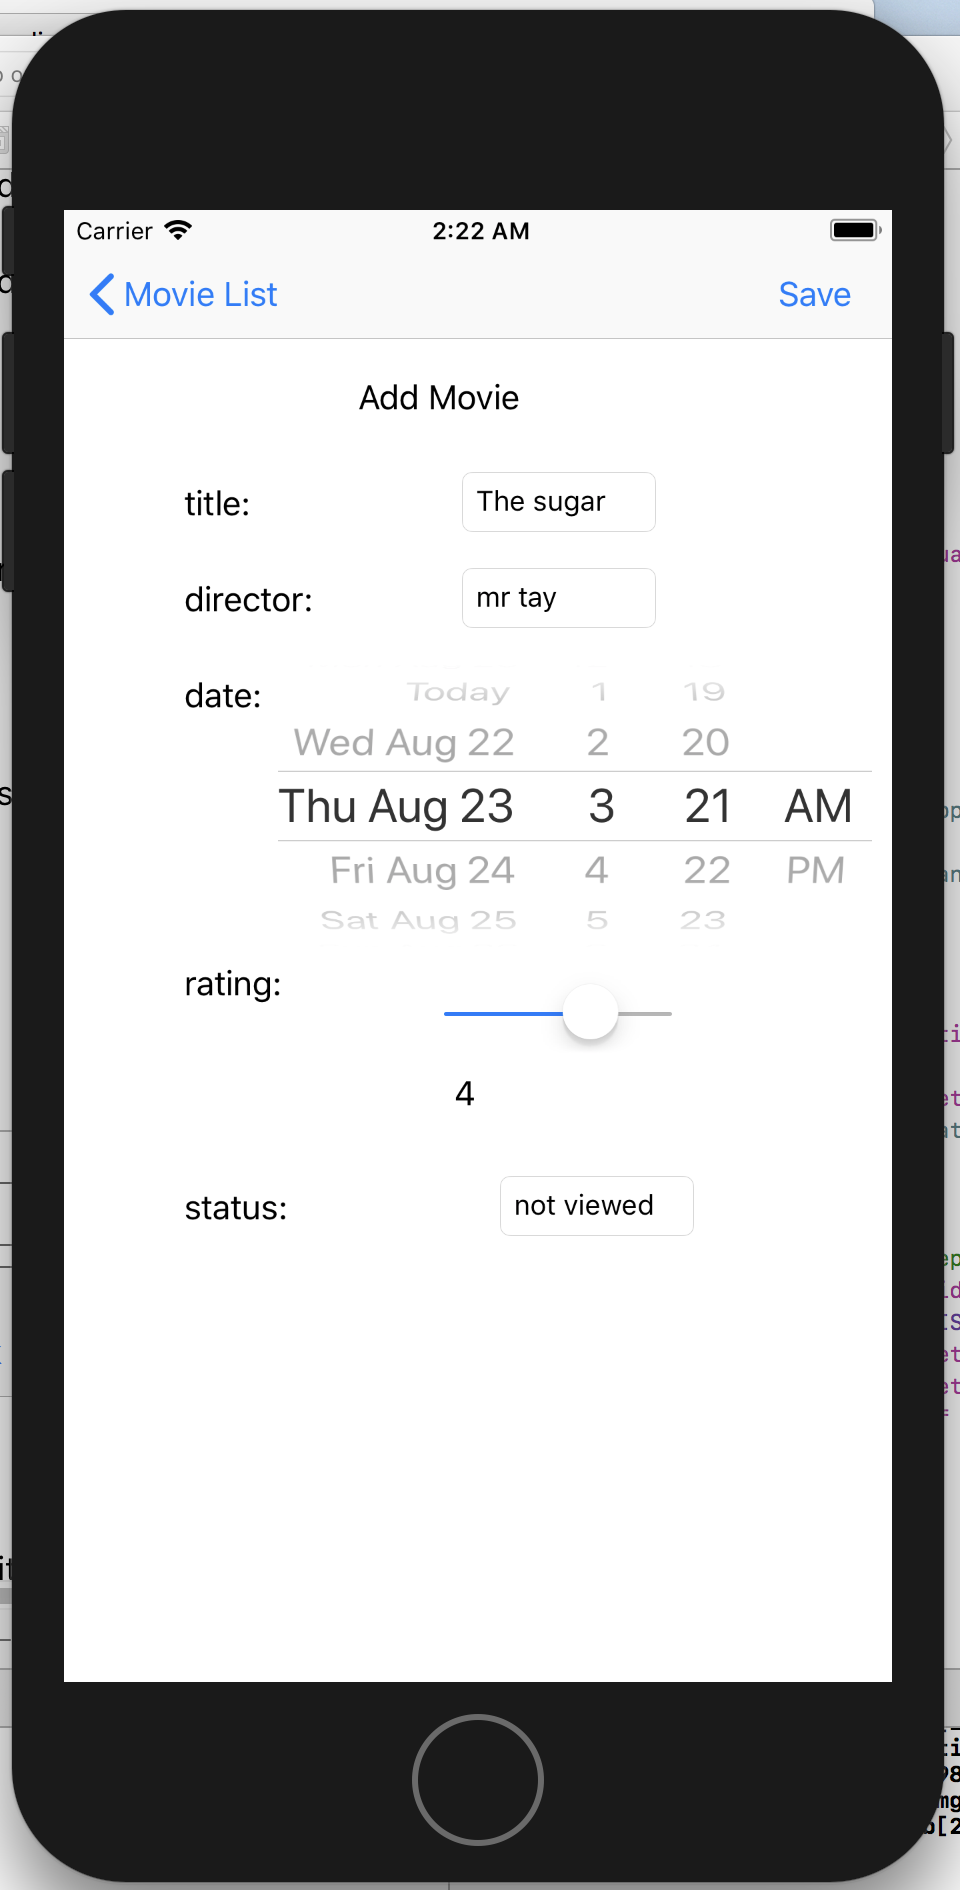 Carrier 2:22 AM
Movie List Save
Add Movie
title: The sugar
director: mr tay
date:
Today 1 19
Wed Aug 22 2 20
Thu Aug 23 3 21 AM
Fri Aug 24 4 22 PM
Sat Aug 25 5 23
rating:
4
status: not viewed